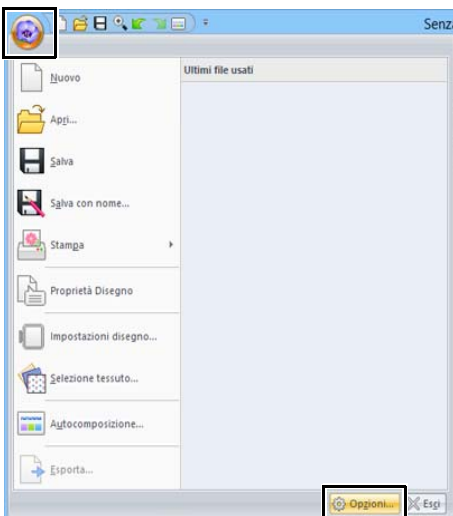 Senza
Nuovo
Ultimi file usati
Apri...
Salva
Salva con nome...
Stampa
Proprietà Disegno
Impostazioni disegno...
Selezione tessuto...
Autocomposizione...
Esporta...
Opzioni... Esci